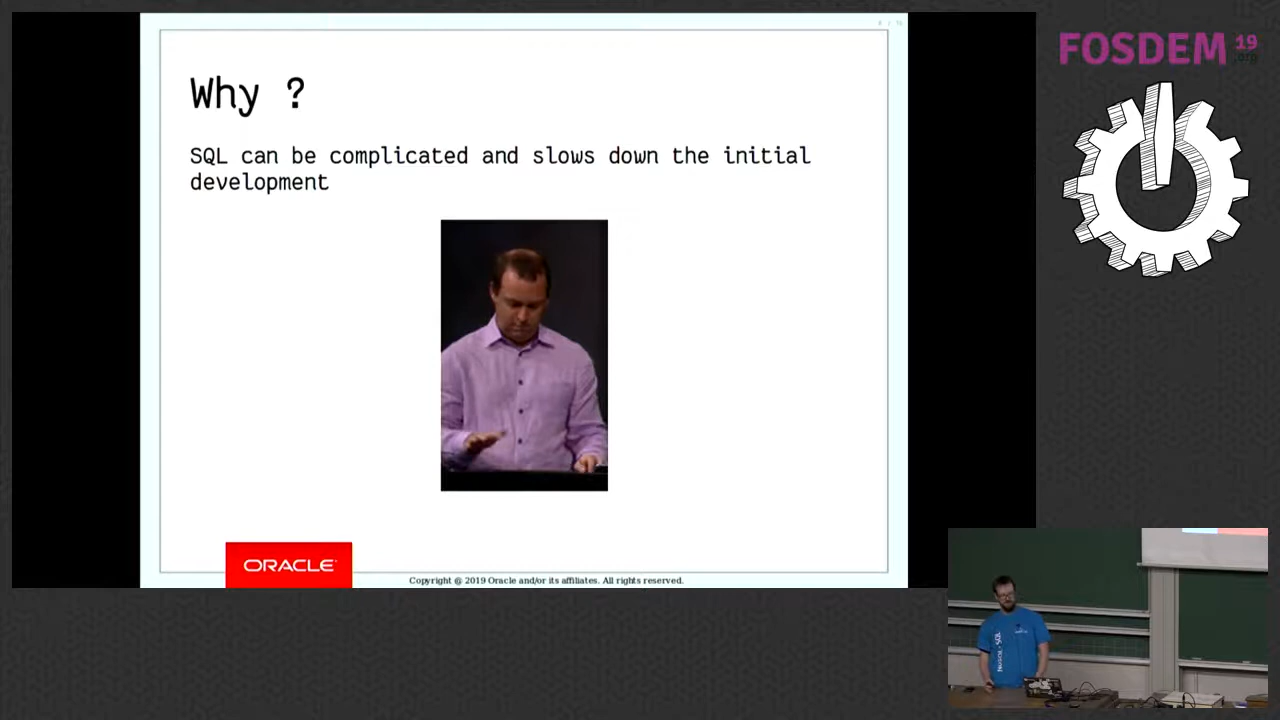 FOSDEM 19
.org
Why ?
SQL can be complicated and slows down the initial
development
ORACLE
Copyright @ 2019 Oracle and/or its affiliates. All rights reserved.